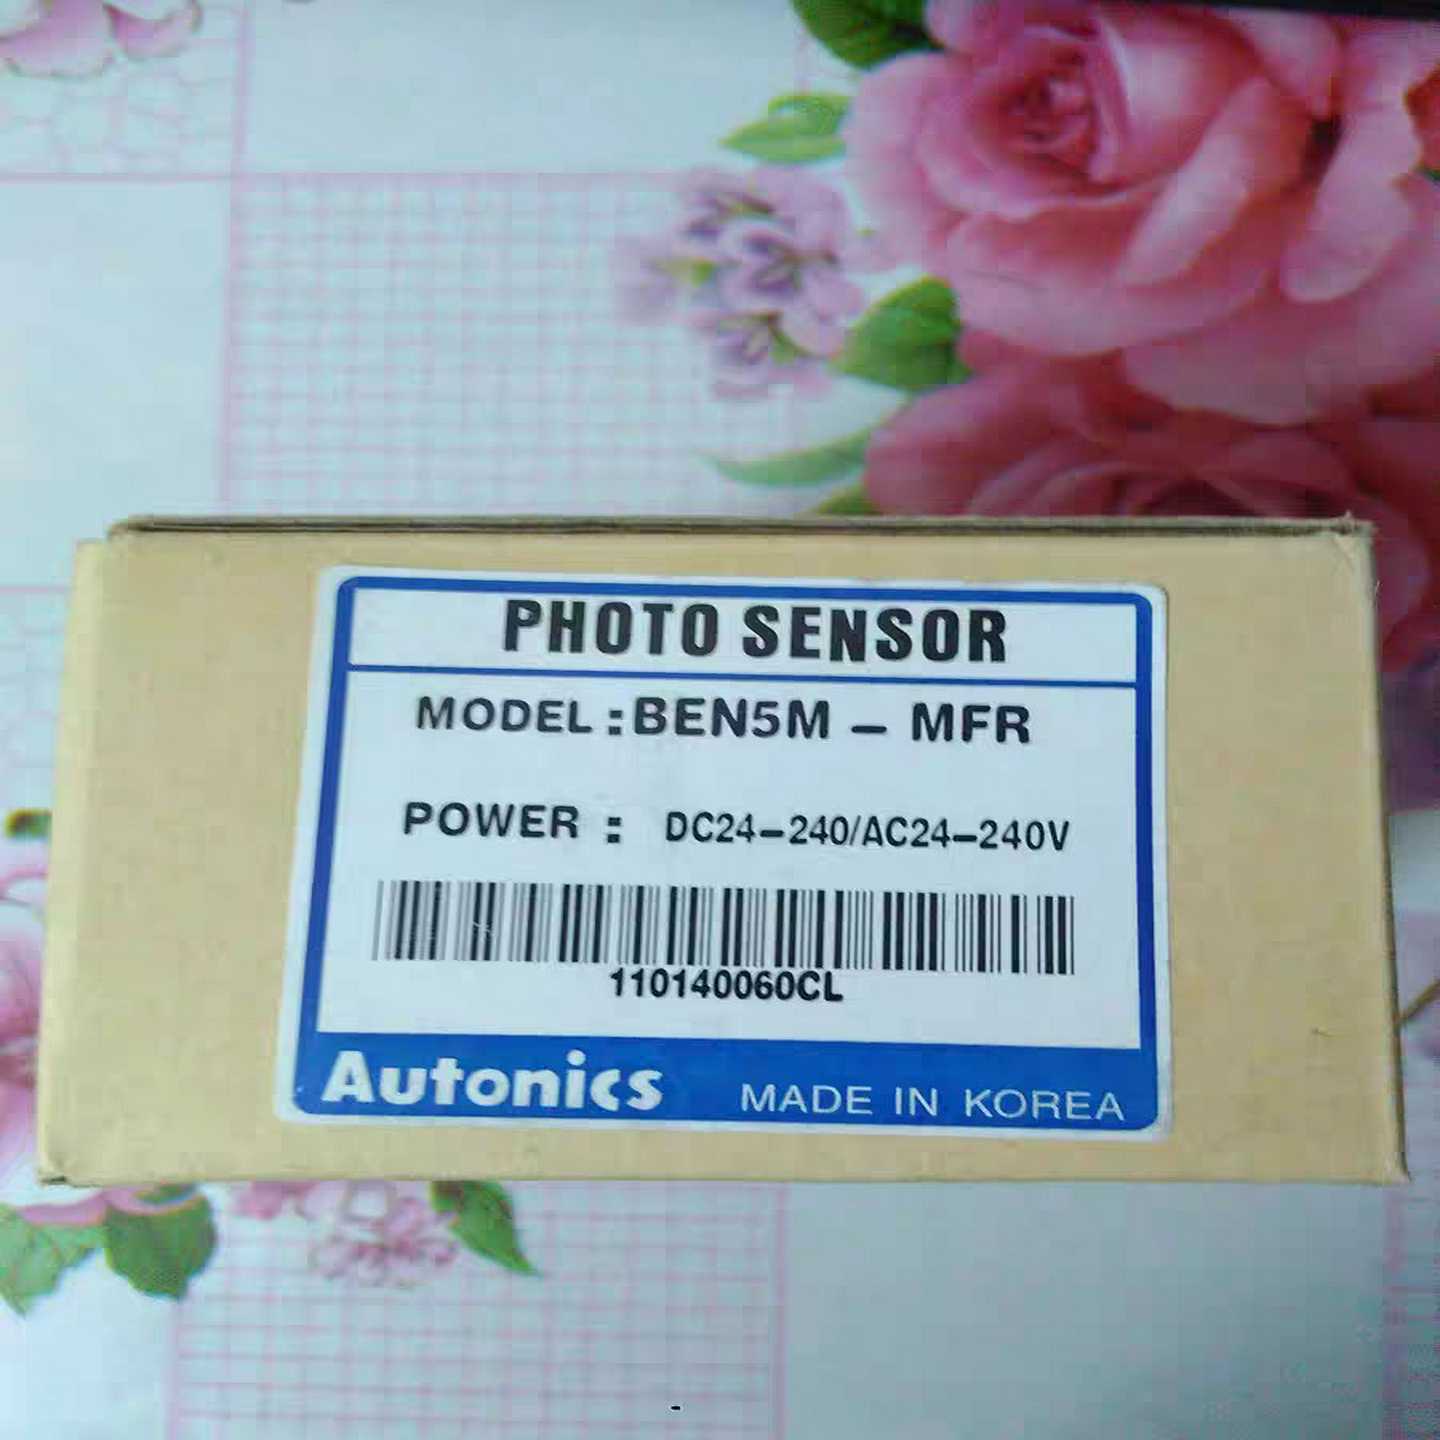 PHOTO SENSOR
MODEL : BEN5M - MFR
POWER : DC24-240/AC24-240V
110140060CL
Autonics MADE IN KOREA